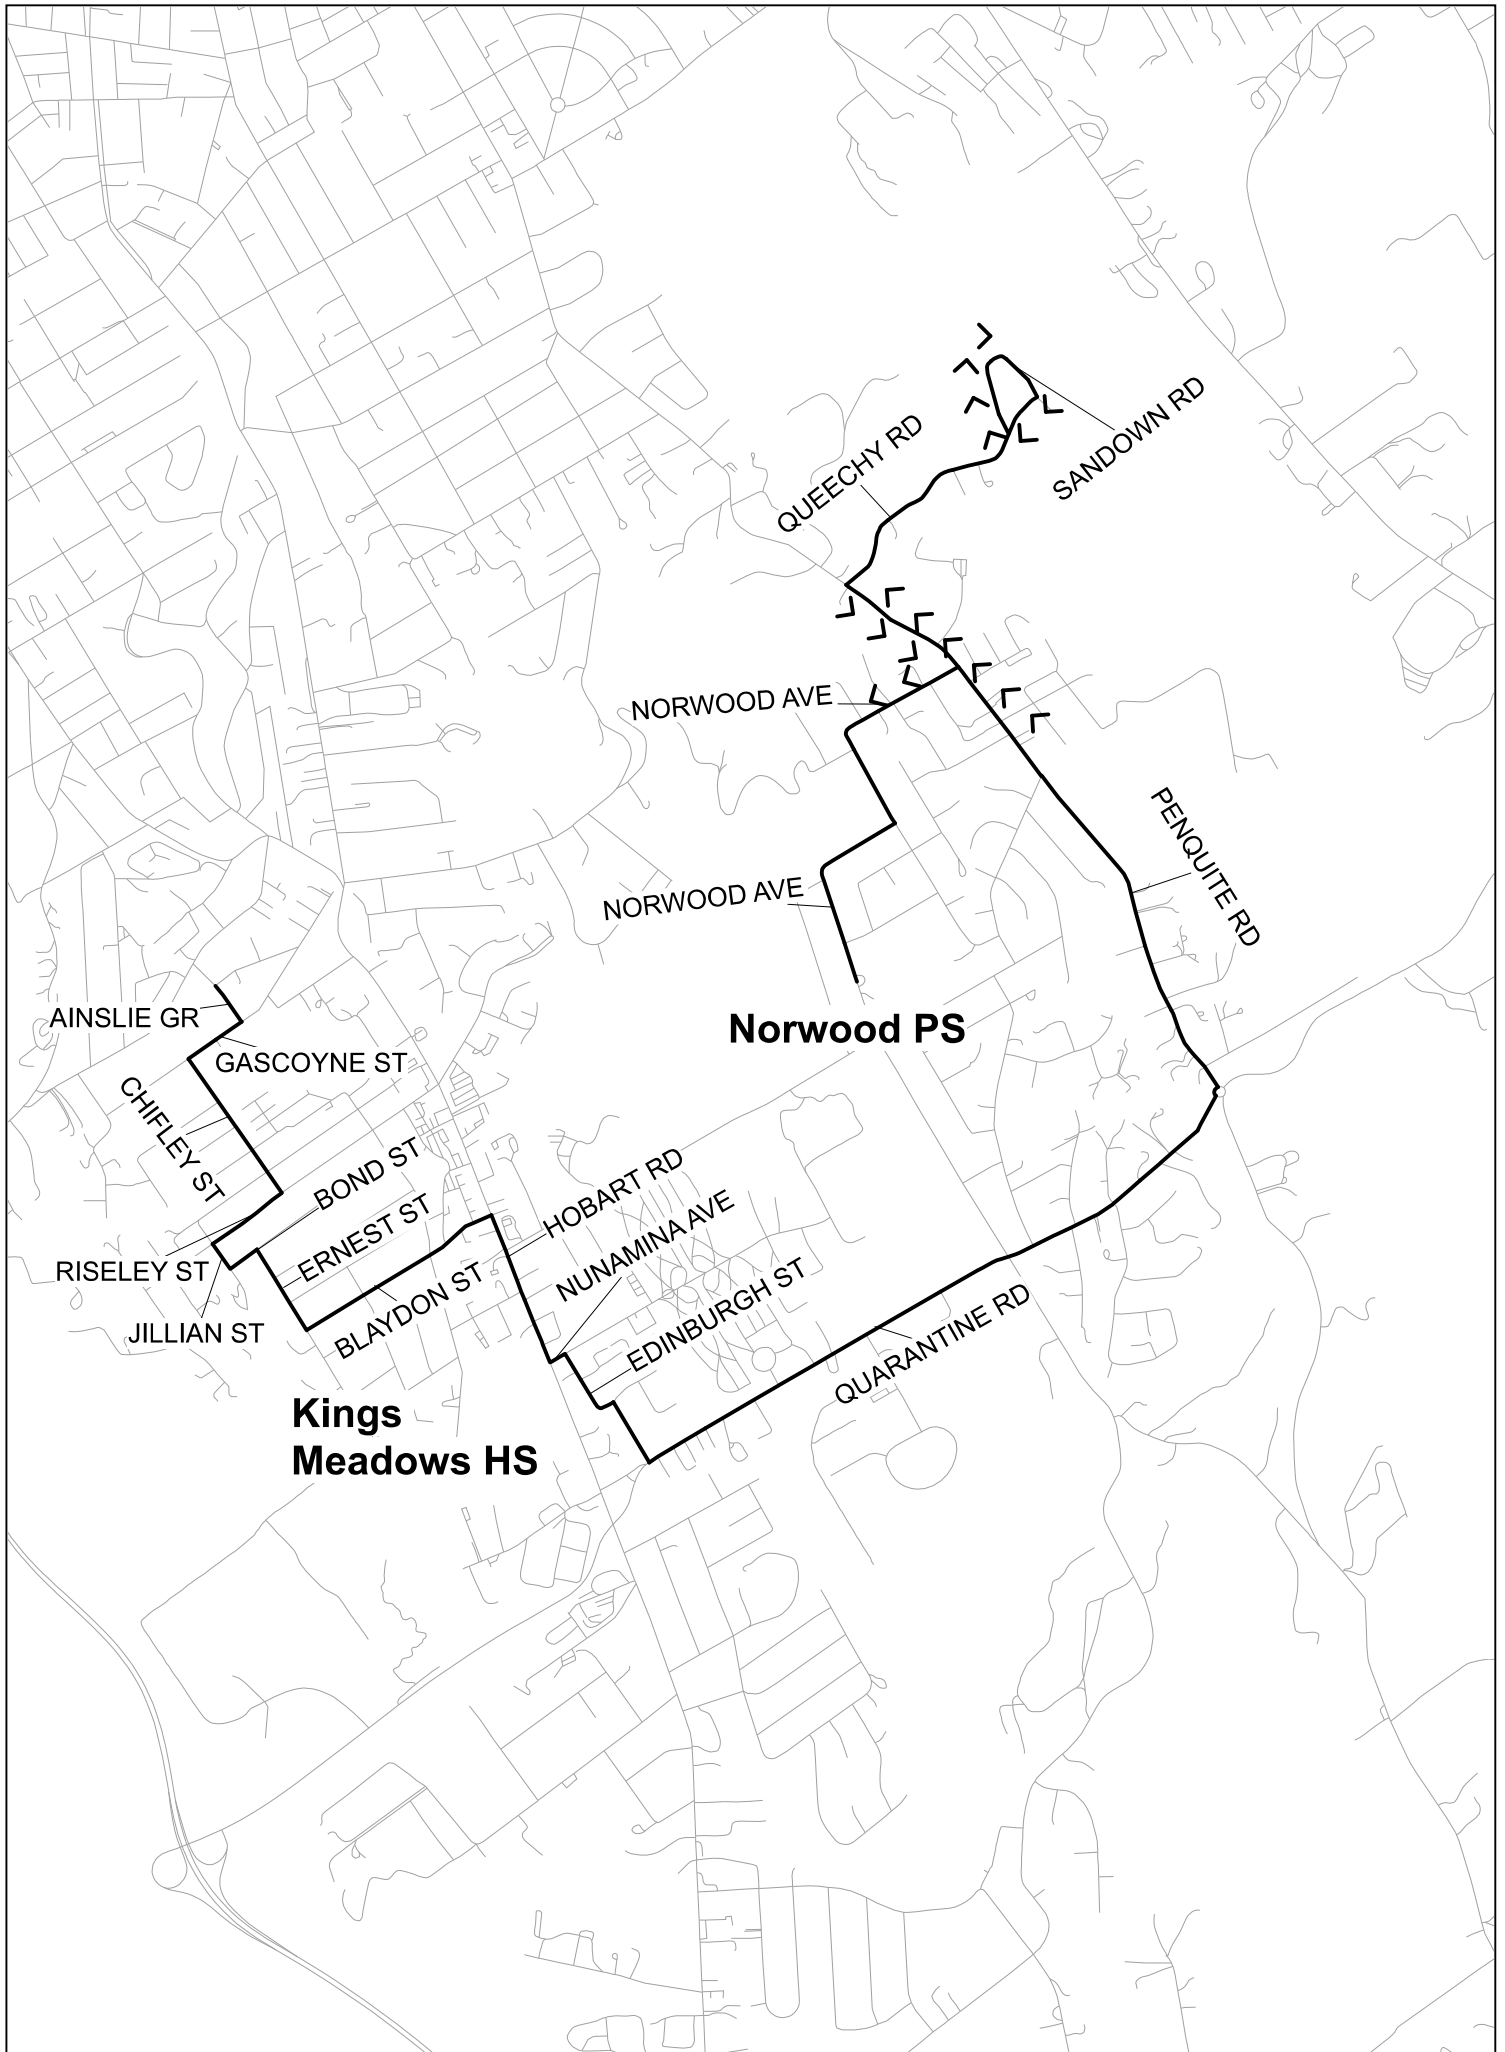 QUEECHY RD
SANDOWN RD
NORWOOD AVE
PENQUITE RD
NORWOOD AVE
AINSLIE GR
Norwood PS
GASCOYNE ST
CHIFLEY ST
BOND ST
HOBART RD
ERNEST ST
NUNAMINA AVE
RISELEY ST
EDINBURGH ST
BLAYDON ST
JILLIAN ST
QUARANTINE RD
Kings
Meadows HS